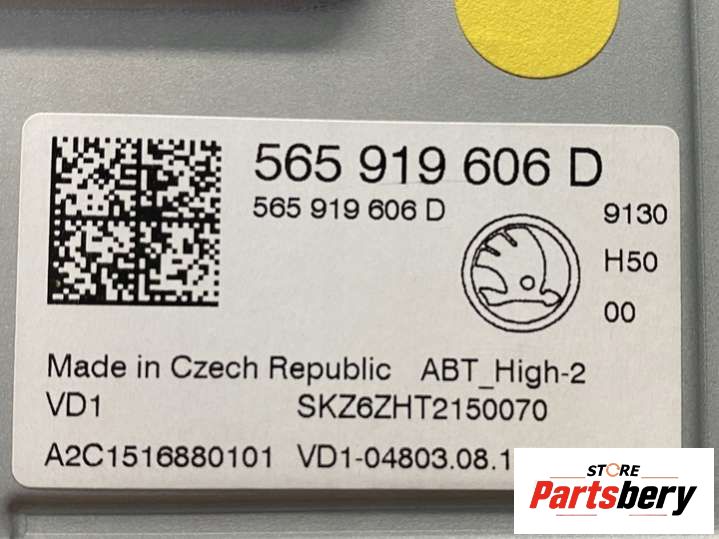 565 919 606 D
565 919 606 D
9130
H50
00
Made in Czech Republic ABT_High-2
VD1 SKZ6ZHT2150070
A2C1516880101 VD1-04803.08.1
STORE
Partsbery